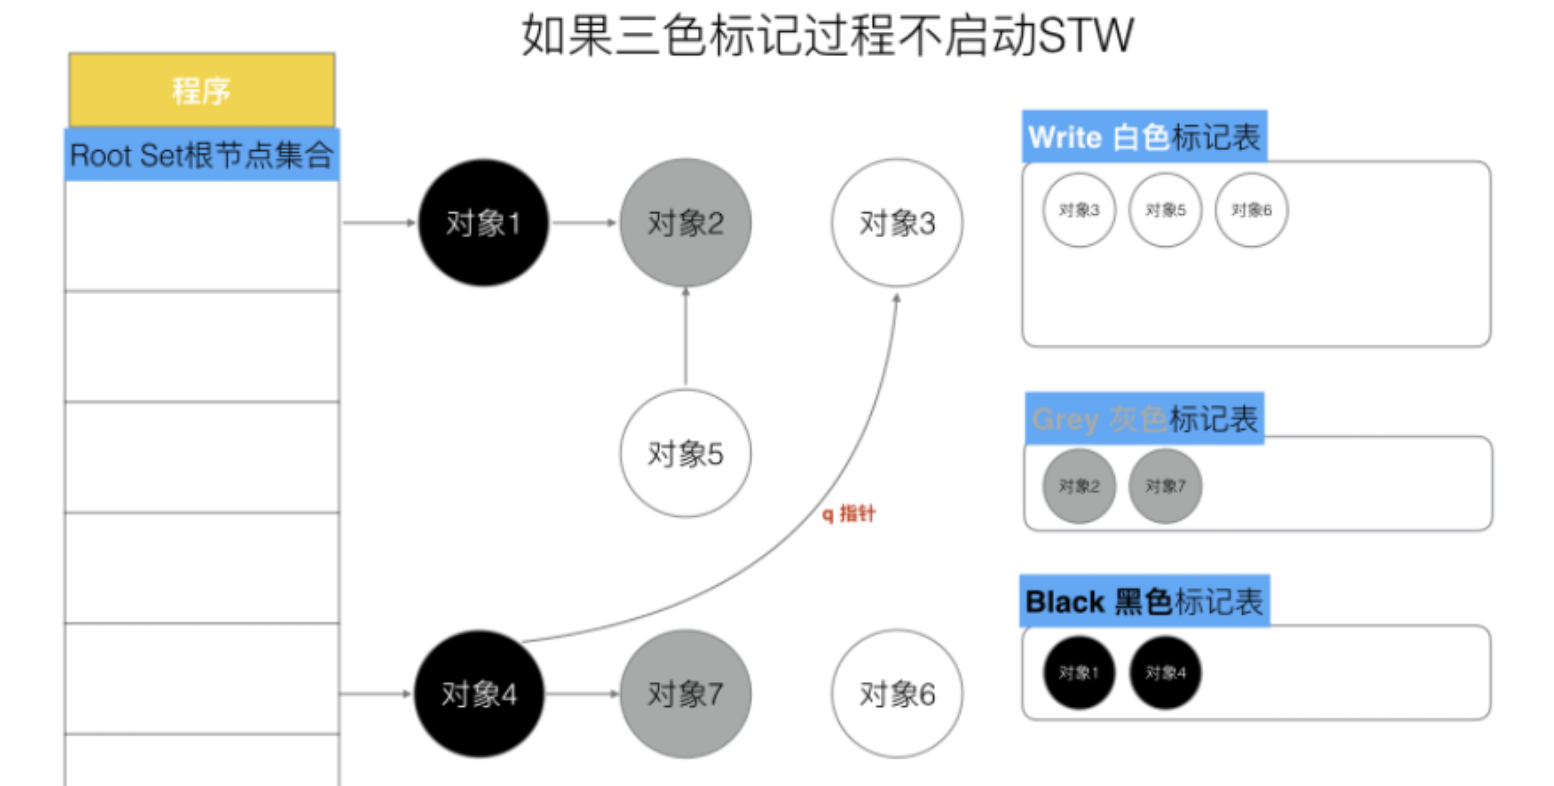 如果三色标记过程不启动STW
程序
Root Set根节点集合
对象1
对象2
对象3
对象5
q 指针
对象4
对象7
对象6
Write 白色标记表
对象3 对象5 对象6
Grey 灰色标记表
对象2 对象7
Black 黑色标记表
对象1 对象4